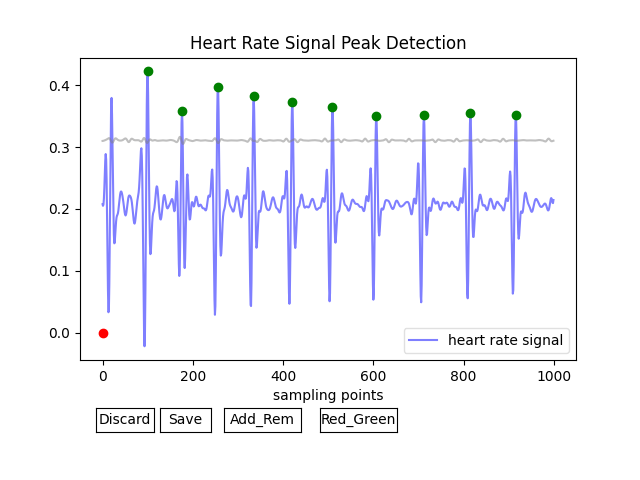 Heart Rate Signal Peak Detection
0.4
0.3
0.2
0.1
0.0
heart rate signal
0 200 400 600 800 1000
sampling points
Discard Save Add_Rem Red_Green